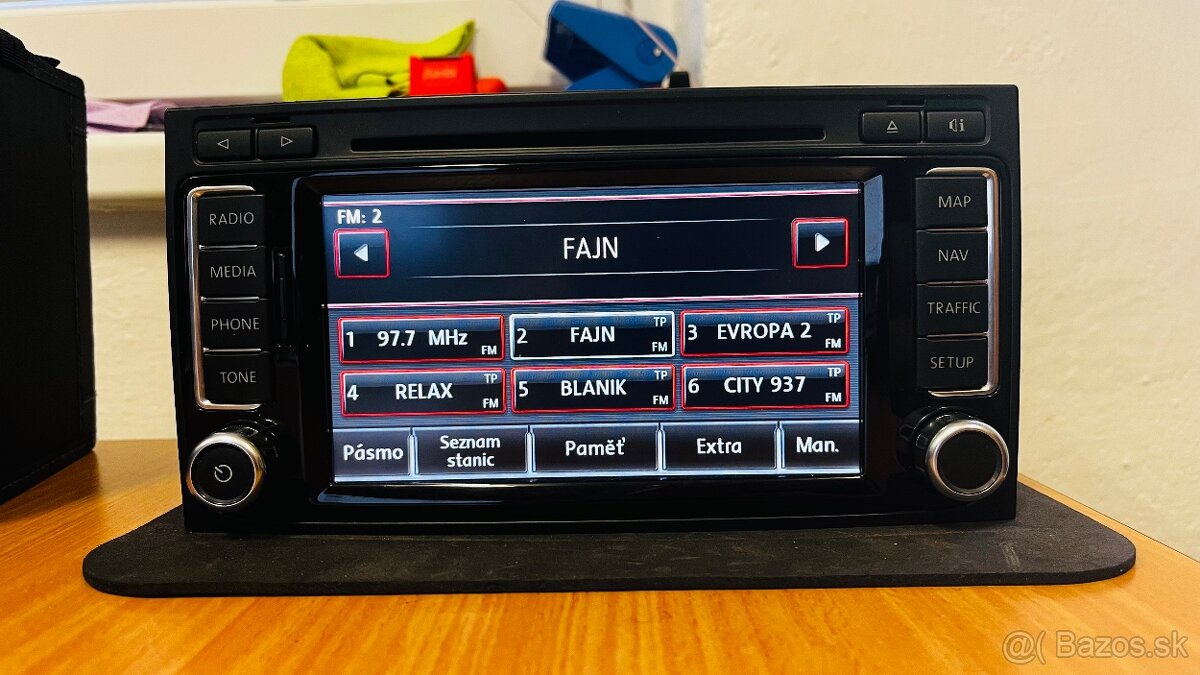 RADIO
MEDIA
PHONE
TONE
FM: 2
FAJN
1 97.7 MHz FM
2 FAJN TP FM
3 EVROPA 2 TP FM
4 RELAX TP FM
5 BLANIK TP FM
6 CITY 937 TP FM
Pásmo
Seznam
stanic
Paměť
Extra
Man.
MAP
NAV
TRAFFIC
SETUP
@( Bazos.sk